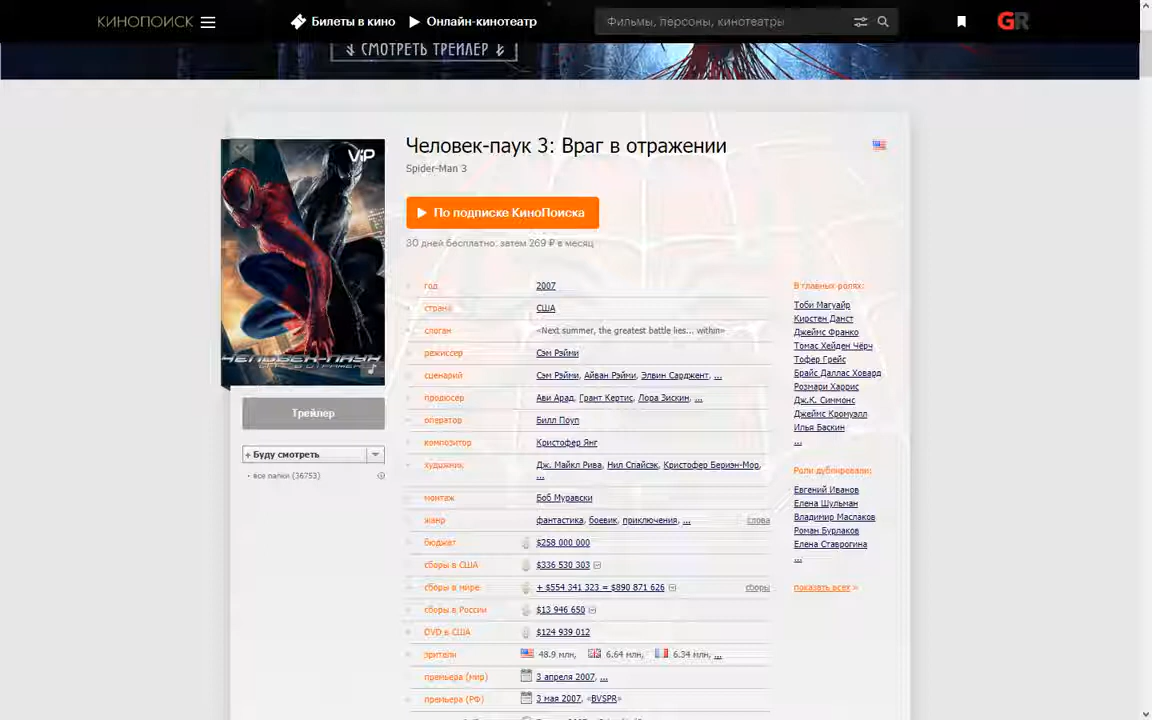 КИНОПОИСК
Билеты в кино
Онлайн-кинотеатр
Фильмы, персоны, кинотеатры
GR
СМОТРЕТЬ ТРЕЙЛЕР
VIP
Человек-паук 3: Враг в отражении
Spider-Man 3
По подписке КиноПоиска
30 дней бесплатно, затем 269 ₽ в месяц
ЧЕЛОВЕК-ПАУК
ВРАГ В ОТРАЖЕНИИ
Трейлер
+ Буду смотреть
• все папки (36753)
год 2007
страна США
слоган «Next summer, the greatest battle lies... within»
режиссер Сэм Рэйми
сценарий Сэм Рэйми, Айван Рэйми, Элвин Сарджент, ...
продюсер Ави Арад, Грант Кертис, Лора Зискин, ...
оператор Билл Поуп
композитор Кристофер Янг
художник Дж. Майкл Рива, Нил Спайсэк, Кристофер Бериэн-Мор,
...
монтаж Боб Муравски
жанр фантастика, боевик, приключения, ... слова
бюджет $258 000 000
сборы в США $336 530 303
сборы в мире + $554 341 323 = $890 871 626 сборы
сборы в России $13 946 650
DVD в США $124 939 012
зрители 48.9 млн, 6.64 млн, 6.34 млн, ...
премьера (мир) 3 апреля 2007, ...
премьера (РФ) 3 мая 2007, «BVSPR»
В главных ролях:
Тоби Магуайр
Кирстен Данст
Джеймс Франко
Томас Хейден Чёрч
Тофер Грейс
Брайс Даллас Ховард
Розмари Харрис
Дж.К. Симмонс
Джеймс Кромуэлл
Илья Баскин
...
Роли дублировали:
Евгений Иванов
Елена Шульман
Владимир Маслаков
Роман Бурлаков
Елена Ставрогина
...
показать всех »